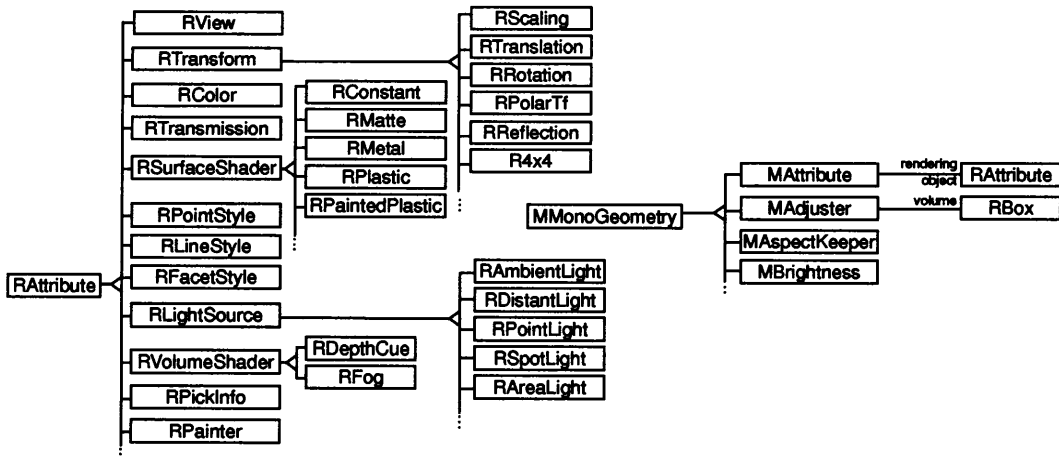 RAttribute
RView
RTransform
RColor
RTransmission
RSurfaceShader
RPointStyle
RLineStyle
RFacetStyle
RLightSource
RVolumeShader
RPickInfo
RPainter
RConstant
RMatte
RMetal
RPlastic
RPaintedPlastic
RDepthCue
RFog
RScaling
RTranslation
RRotation
RPolarTf
RReflection
R4x4
RAmbientLight
RDistantLight
RPointLight
RSpotLight
RAreaLight
MMonoGeometry
MAttribute
MAdjuster
MAspectKeeper
MBrightness
rendering
object
volume
RAttribute
RBox